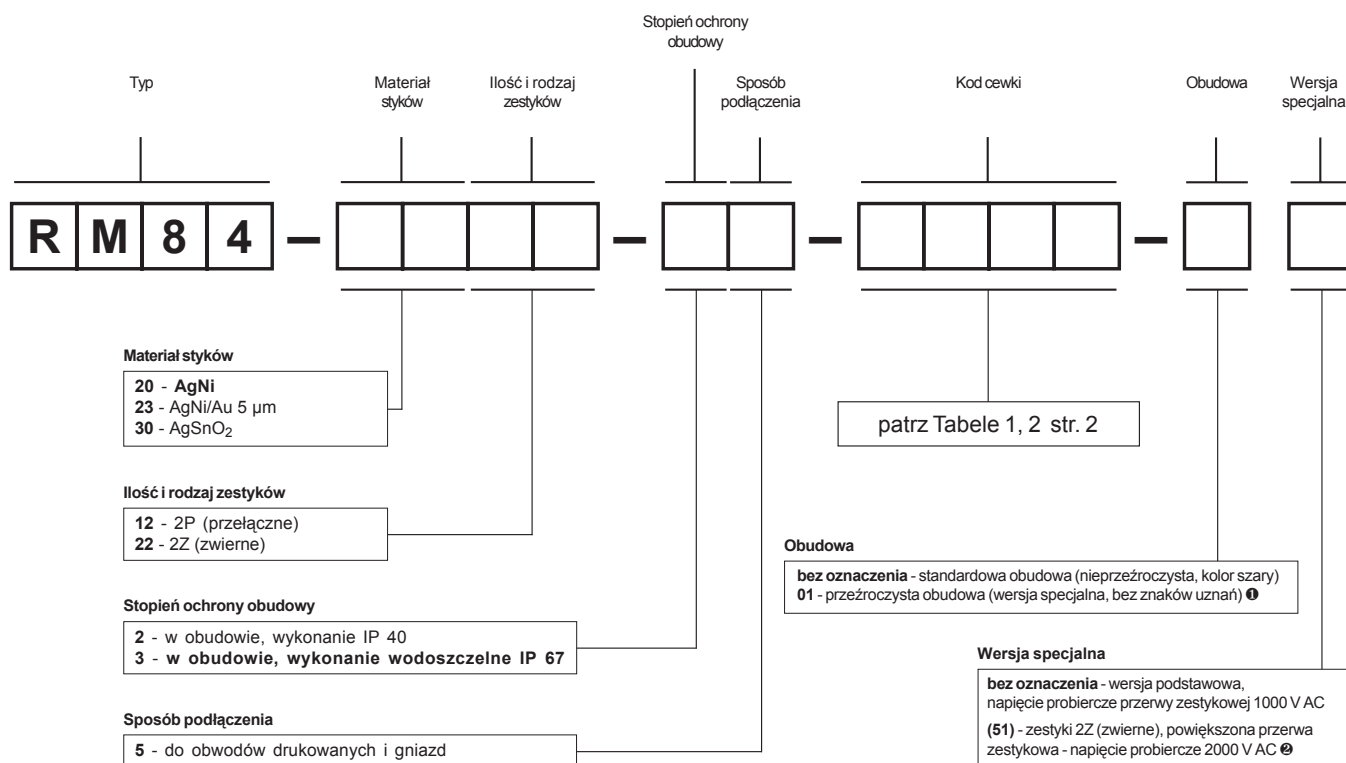 Stopień ochrony
obudowy
Typ
Materiał
styków
Ilość i rodzaj
zestyków
Sposób
podłączenia
Kod cewki
Obudowa
Wersja
specjalna
R M 8 4 – – – –
Materiał styków
20 - AgNi
23 - AgNi/Au 5 µm
30 - AgSnO₂
patrz Tabele 1, 2 str. 2
Ilość i rodzaj zestyków
12 - 2P (przełączne)
22 - 2Z (zwierne)
Obudowa
bez oznaczenia - standardowa obudowa (nieprzeźroczysta, kolor szary)
01 - przeźroczysta obudowa (wersja specjalna, bez znaków uznań) ❶
Stopień ochrony obudowy
2 - w obudowie, wykonanie IP 40
3 - w obudowie, wykonanie wodoszczelne IP 67
Wersja specjalna
bez oznaczenia - wersja podstawowa,
napięcie probiercze przerwy zestykowej 1000 V AC
(51) - zestyki 2Z (zwierne), powiększona przerwa
zestykowa - napięcie probiercze 2000 V AC ❷
Sposób podłączenia
5 - do obwodów drukowanych i gniazd